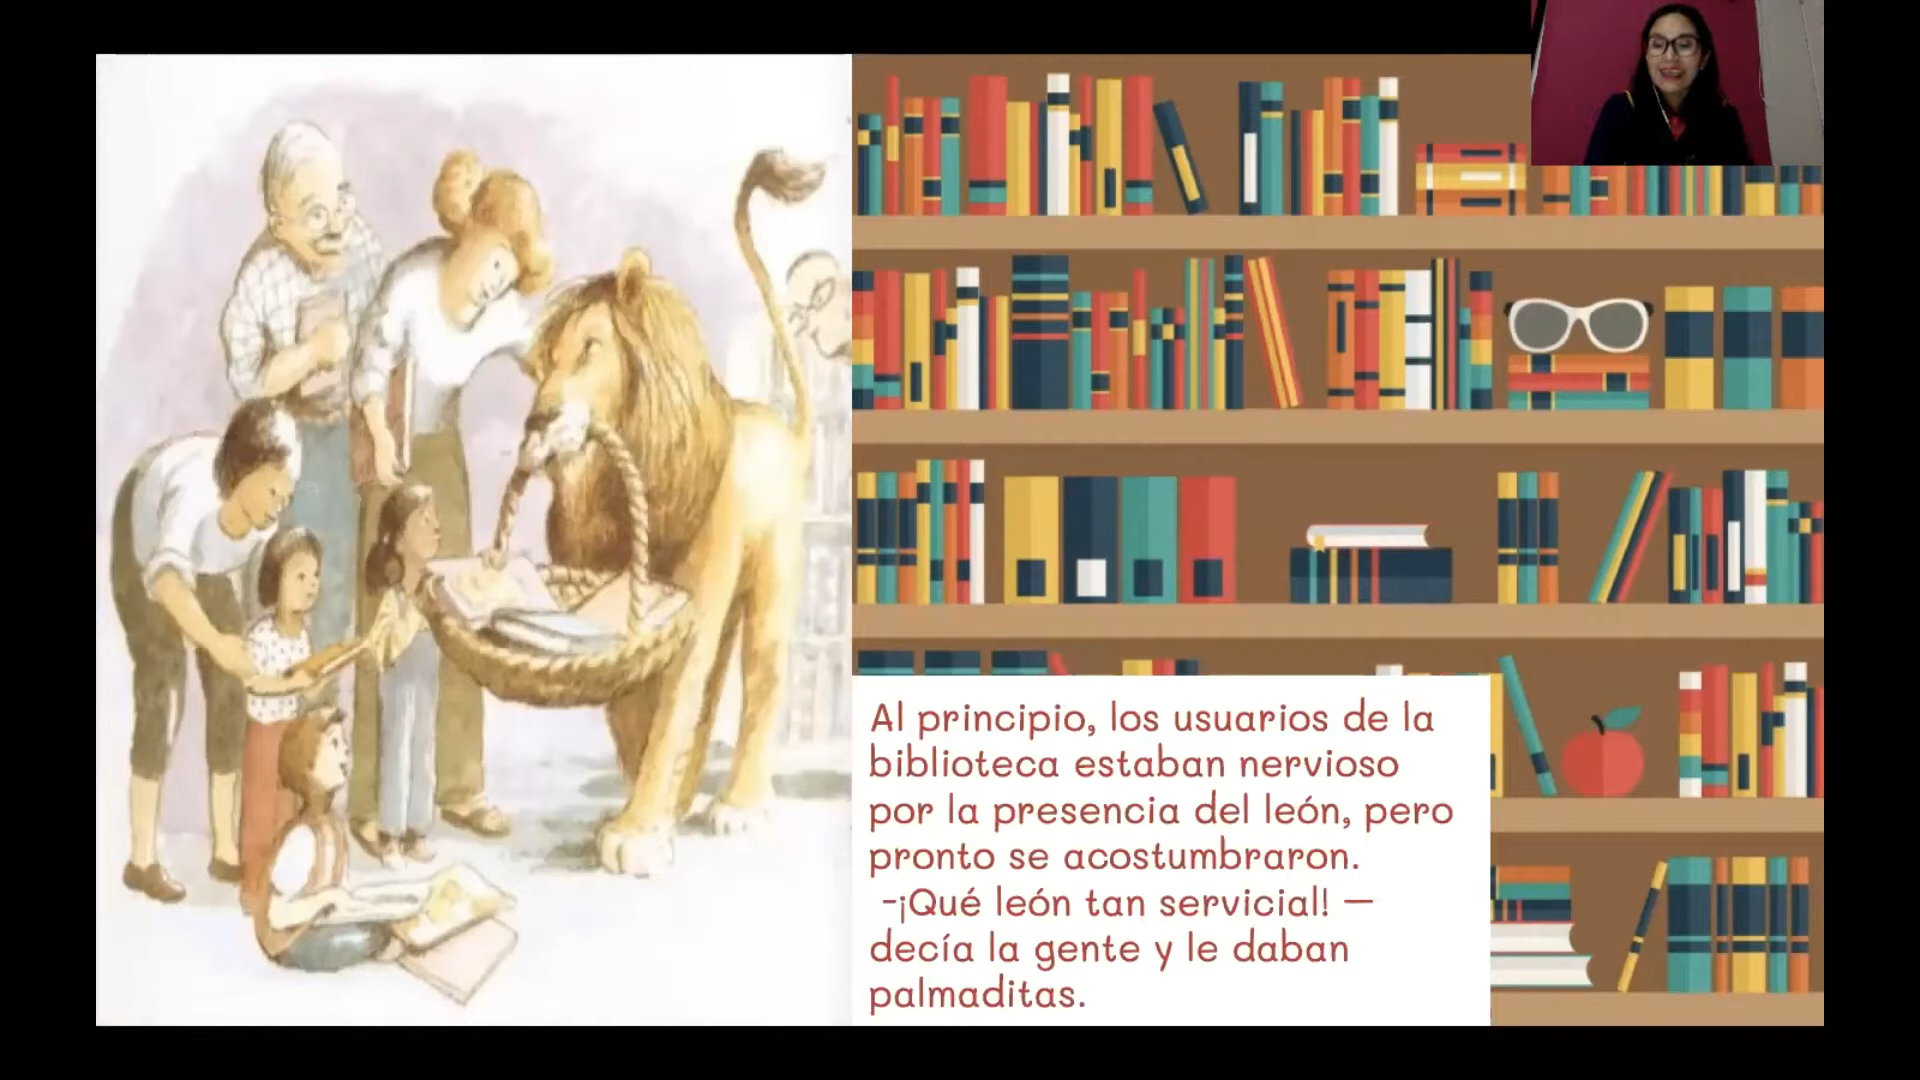 Al principio, los usuarios de la
biblioteca estaban nervioso
por la presencia del león, pero
pronto se acostumbraron.
-¡Qué león tan servicial! —
decía la gente y le daban
palmaditas.